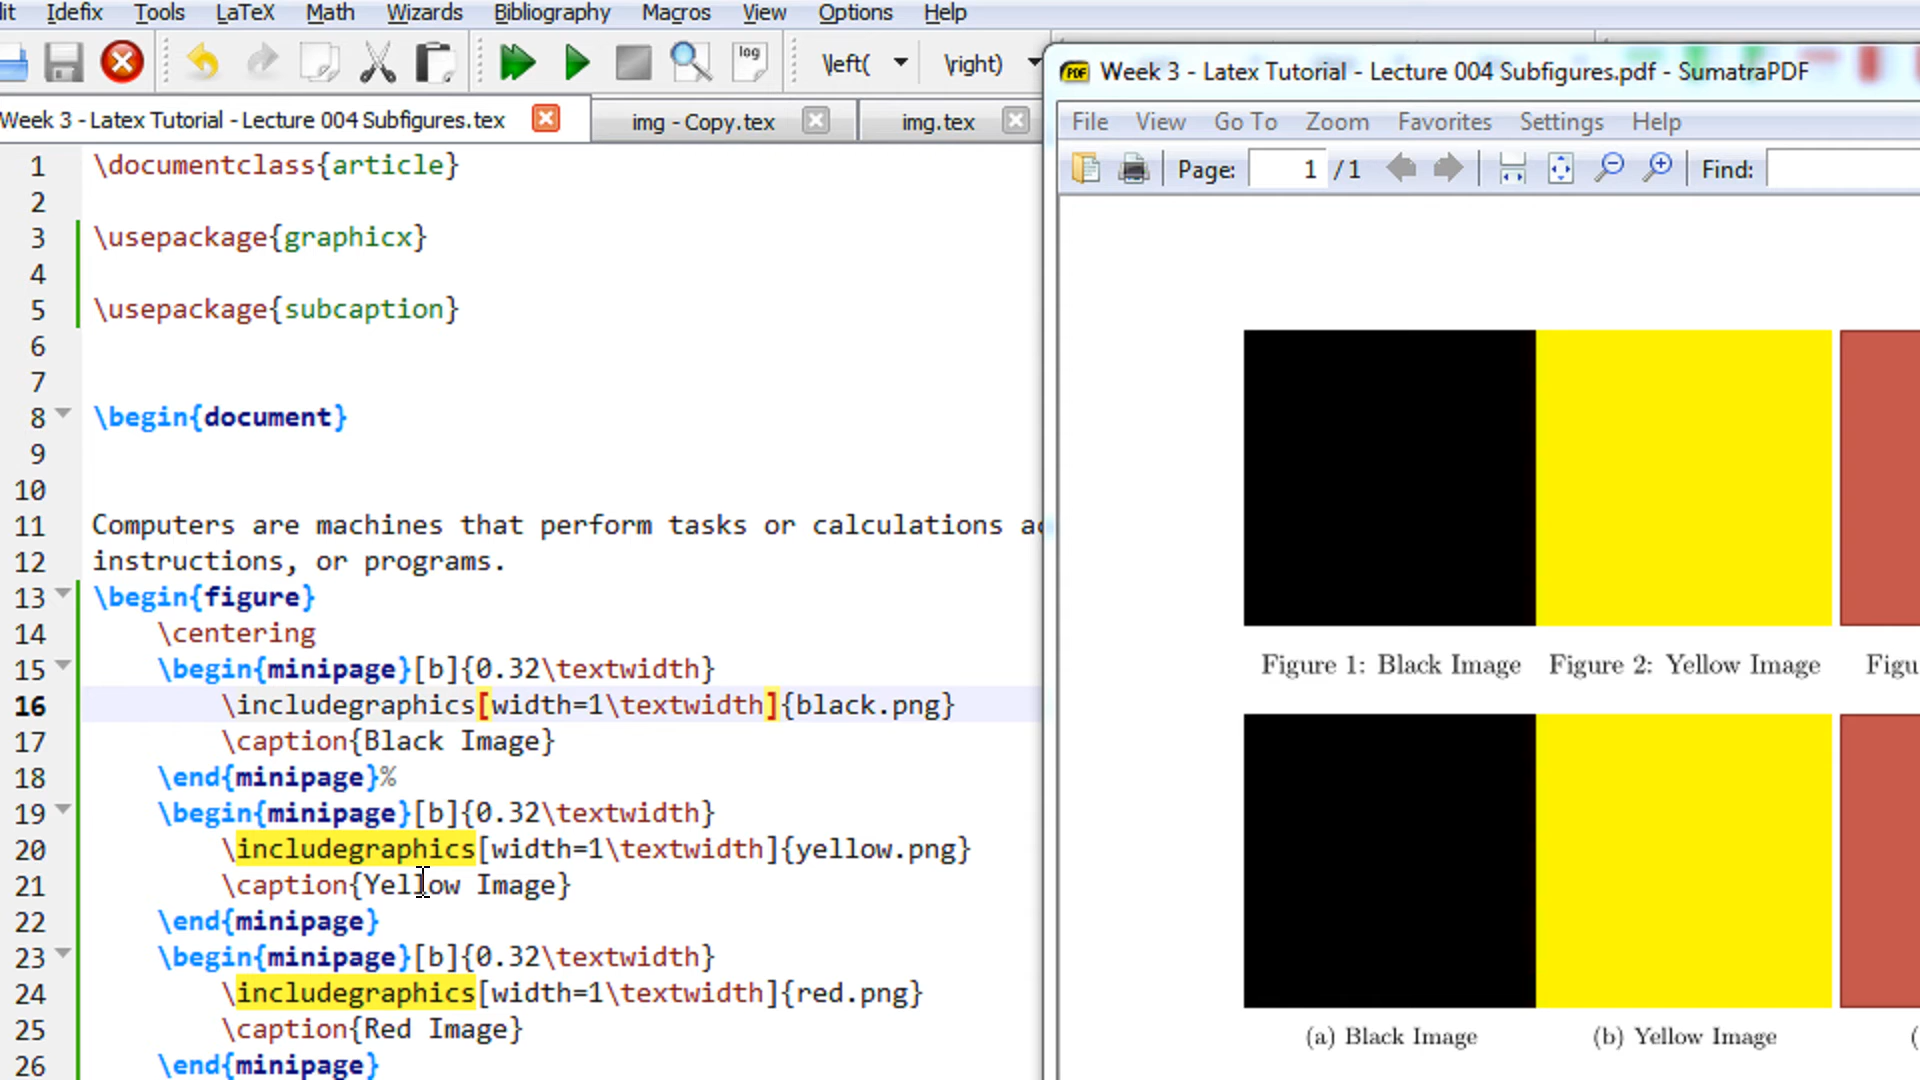 Idefix Tools LaTeX Math Wizards Bibliography Macros View Options Help
log \left( \right)
Week 3 - Latex Tutorial - Lecture 004 Subfigures.tex img - Copy.tex img.tex
1 \documentclass{article}
2
3 \usepackage{graphicx}
4
5 \usepackage{subcaption}
6
7
8 \begin{document}
9
10
11 Computers are machines that perform tasks or calculations
12 instructions, or programs.
13 \begin{figure}
14 \centering
15 \begin{minipage}[b]{0.32\textwidth}
16 \includegraphics[width=1\textwidth]{black.png}
17 \caption{Black Image}
18 \end{minipage}%
19 \begin{minipage}[b]{0.32\textwidth}
20 \includegraphics[width=1\textwidth]{yellow.png}
21 \caption{Yellow Image}
22 \end{minipage}
23 \begin{minipage}[b]{0.32\textwidth}
24 \includegraphics[width=1\textwidth]{red.png}
25 \caption{Red Image}
26 \end{minipage}
PDF Week 3 - Latex Tutorial - Lecture 004 Subfigures.pdf - SumatraPDF
File View Go To Zoom Favorites Settings Help
Page: 1 / 1 Find:
Figure 1: Black Image Figure 2: Yellow Image Figu
(a) Black Image (b) Yellow Image (